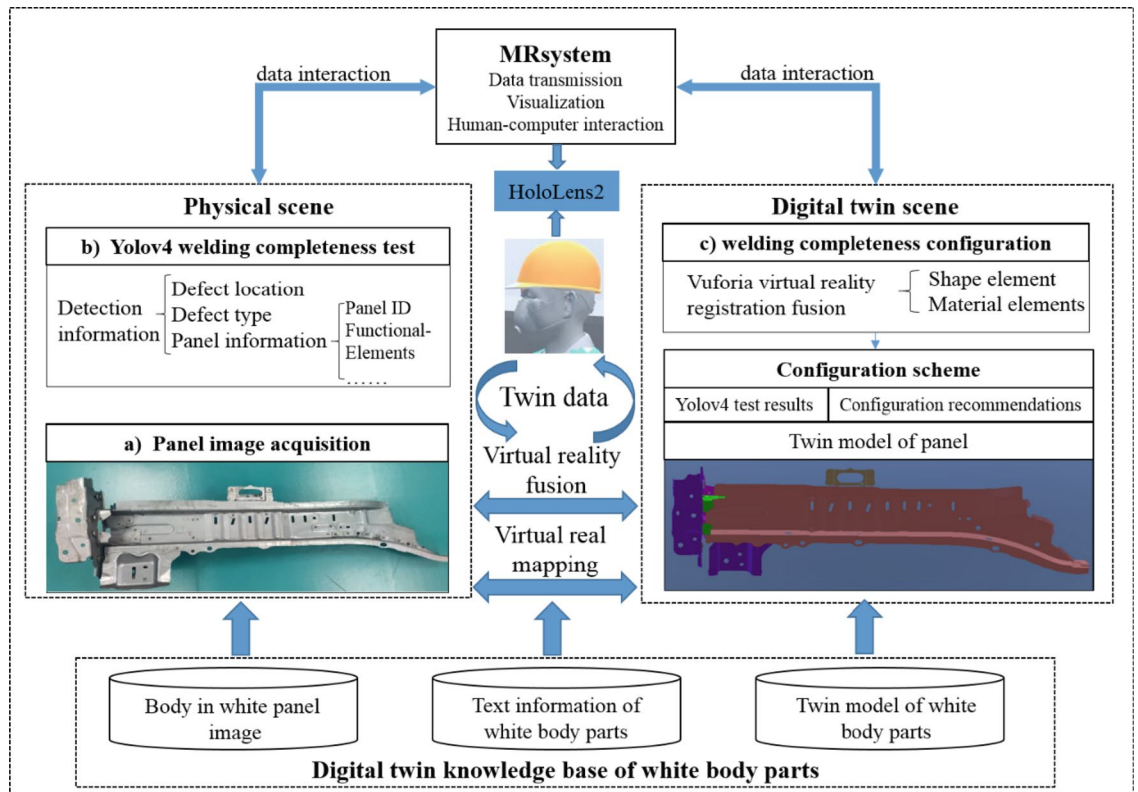 MRsystem
Data transmission
Visualization
Human-computer interaction
data interaction
data interaction
HoloLens2
Physical scene
b) Yolov4 welding completeness test
Detection
information
Defect location
Defect type
Panel information
Panel ID
Functional-
Elements
......
a) Panel image acquisition
Twin data
Virtual reality
fusion
Virtual real
mapping
Digital twin scene
c) welding completeness configuration
Vuforia virtual reality
registration fusion
Shape element
Material elements
Configuration scheme
Yolov4 test results
Configuration recommendations
Twin model of panel
Body in white panel
image
Text information of
white body parts
Twin model of white
body parts
Digital twin knowledge base of white body parts